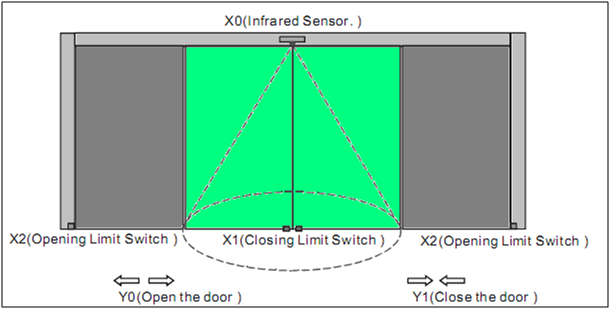 X0(Infrared Sensor. )
X2(Opening Limit Switch ) X1(Closing Limit Switch ) X2(Opening Limit Switch )
Y0(Open the door ) Y1(Close the door )